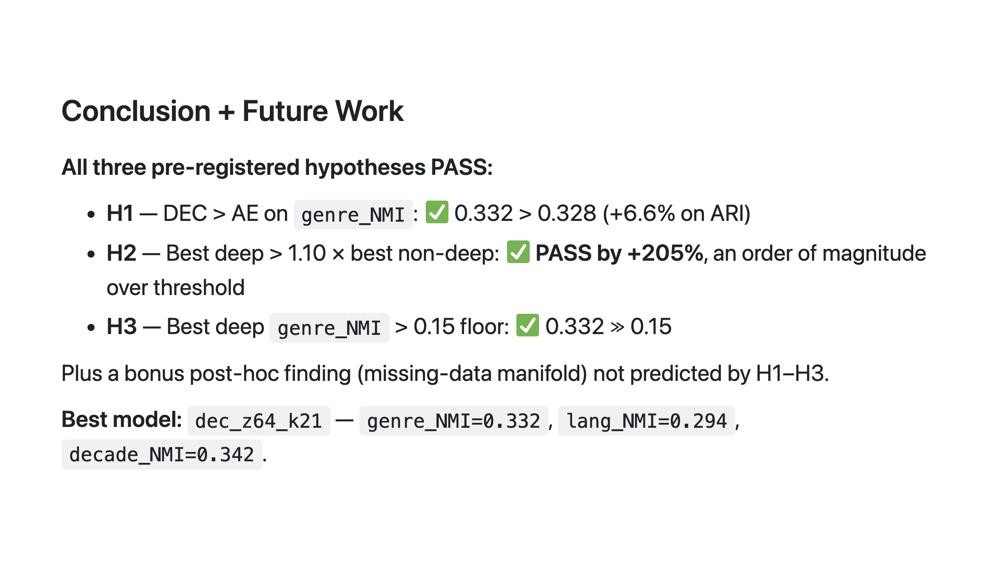 Conclusion + Future Work
All three pre-registered hypotheses PASS:
• H1 — DEC > AE on genre_NMI: ✅ 0.332 > 0.328 (+6.6% on ARI)
• H2 — Best deep > 1.10 × best non-deep: ✅ PASS by +205%, an order of magnitude
over threshold
• H3 — Best deep genre_NMI > 0.15 floor: ✅ 0.332 ≫ 0.15
Plus a bonus post-hoc finding (missing-data manifold) not predicted by H1–H3.
Best model: dec_z64_k21 — genre_NMI=0.332, lang_NMI=0.294,
decade_NMI=0.342.